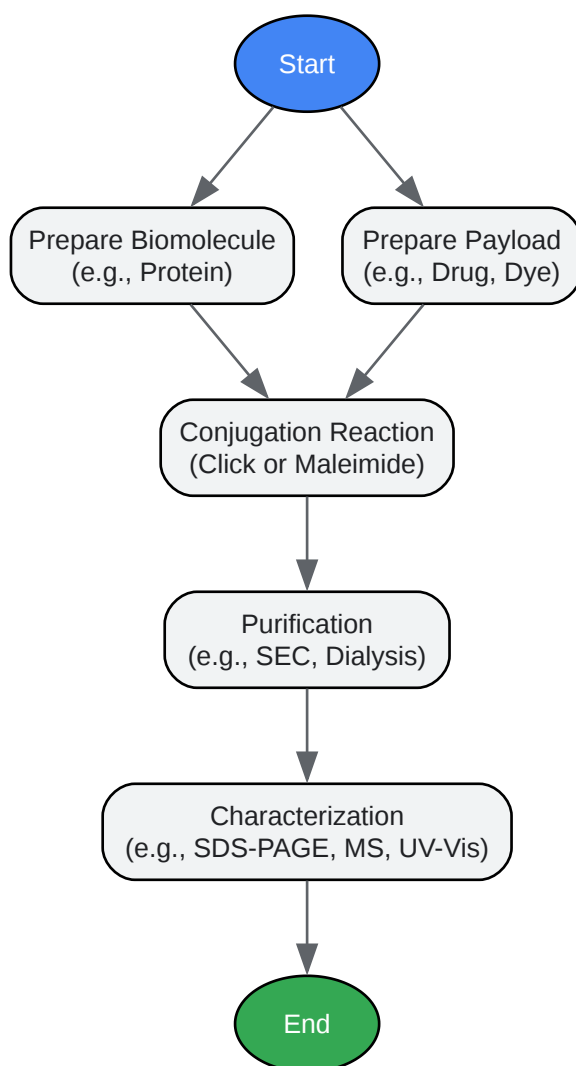 Start
Prepare Biomolecule
(e.g., Protein)
Prepare Payload
(e.g., Drug, Dye)
Conjugation Reaction
(Click or Maleimide)
Purification
(e.g., SEC, Dialysis)
Characterization
(e.g., SDS-PAGE, MS, UV-Vis)
End